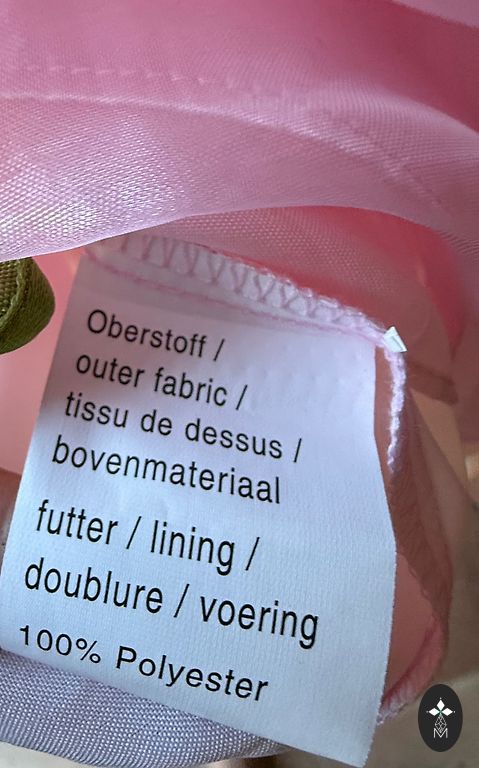 Oberstoff /
outer fabric /
tissu de dessus /
bovenmateriaal
futter / lining /
doublure / voering
100% Polyester
M